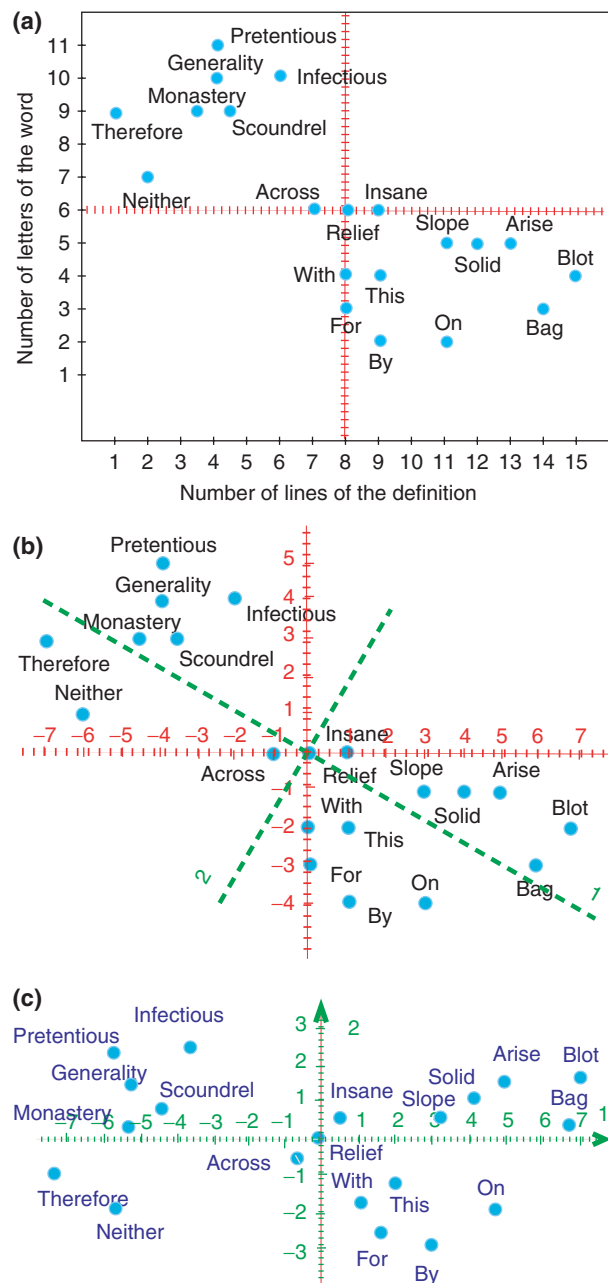 (a)
Number of letters of the word
11
10
9
8
7
6
5
4
3
2
1
Pretentious
Generality
Infectious
Monastery
Therefore
Scoundrel
Neither
Across
Insane
Relief
Slope
Arise
Solid
Blot
With
This
For
On
Bag
By
1 2 3 4 5 6 7 8 9 10 11 12 13 14 15
Number of lines of the definition
(b)
Pretentious
5
Generality
4
Infectious
Monastery
3
Therefore
Scoundrel
2
Neither
1
Insane
−7 −6 −5 −4 −3 −2 −1 1 2 3 4 5 6 7
Across
Relief
Slope
Arise
−1
With
Solid
Blot
−2
This
2
−3
For
On
Bag
1
−4
By
(c)
Infectious
3
2
Pretentious
2
Generality
Scoundrel
Insane
Solid
Arise
Blot
1
Slope
Bag
Monastery
−7 −6 −5 −4 −3 −2 −1 1 2 3 4 5 6 7 1
Across
Relief
−1
Therefore
With
This
On
−2
Neither
For
−3
By